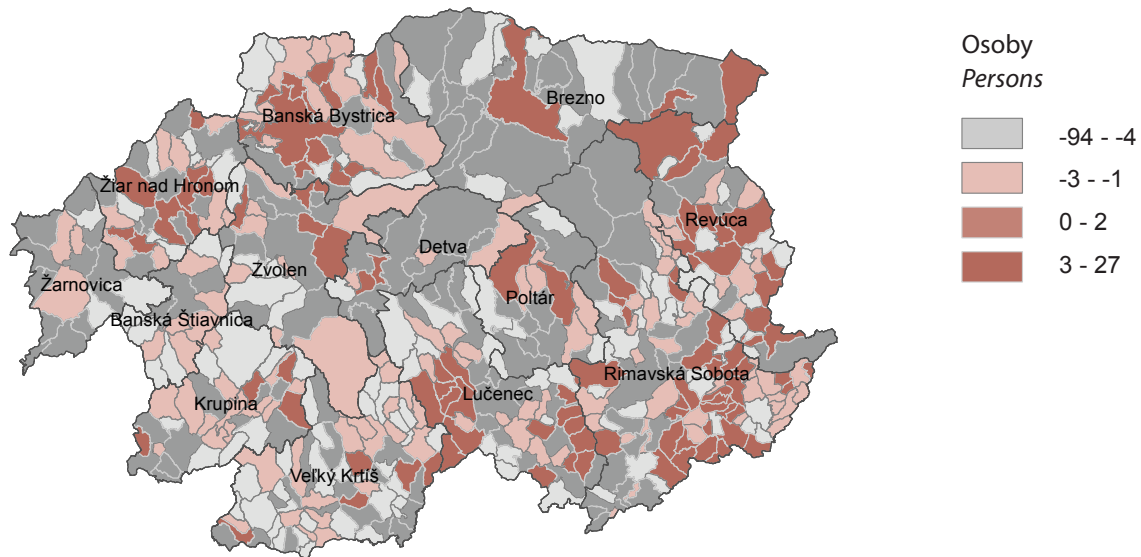 Osoby
Persons
-94 - -4
-3 - -1
0 - 2
3 - 27
Brezno
Banská Bystrica
Žiar nad Hronom
Revúca
Detva
Zvolen
Žarnovica
Poltár
Banská Štiavnica
Rimavská Sobota
Lučenec
Krupina
Veľký Krtíš